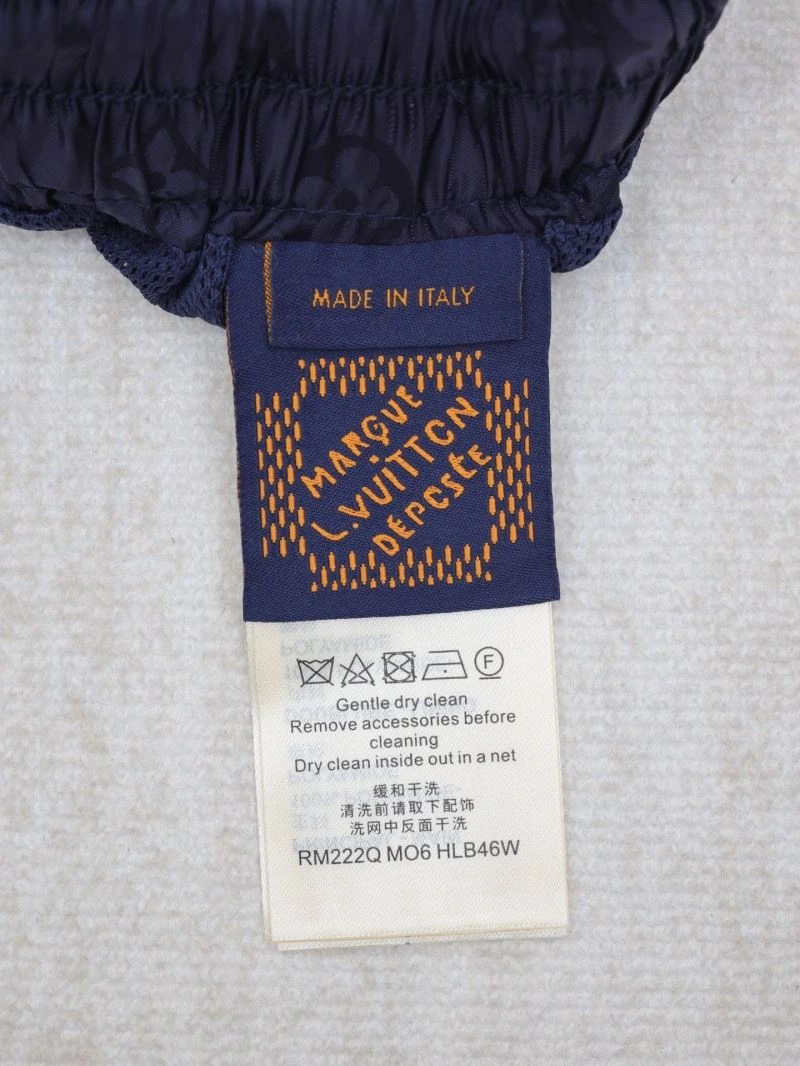 MADE IN ITALY
MARQUE
L.VUITTON
DÉPOSÉE
F
Gentle dry clean
Remove accessories before
cleaning
Dry clean inside out in a net
缓和干洗
清洗前请取下配饰
洗网中反面干洗
RM222Q MO6 HLB46W